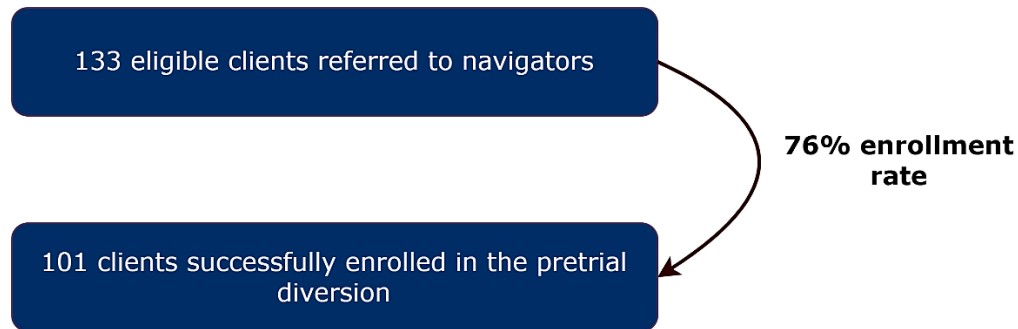 133 eligible clients referred to navigators
76% enrollment
rate
101 clients successfully enrolled in the pretrial
diversion